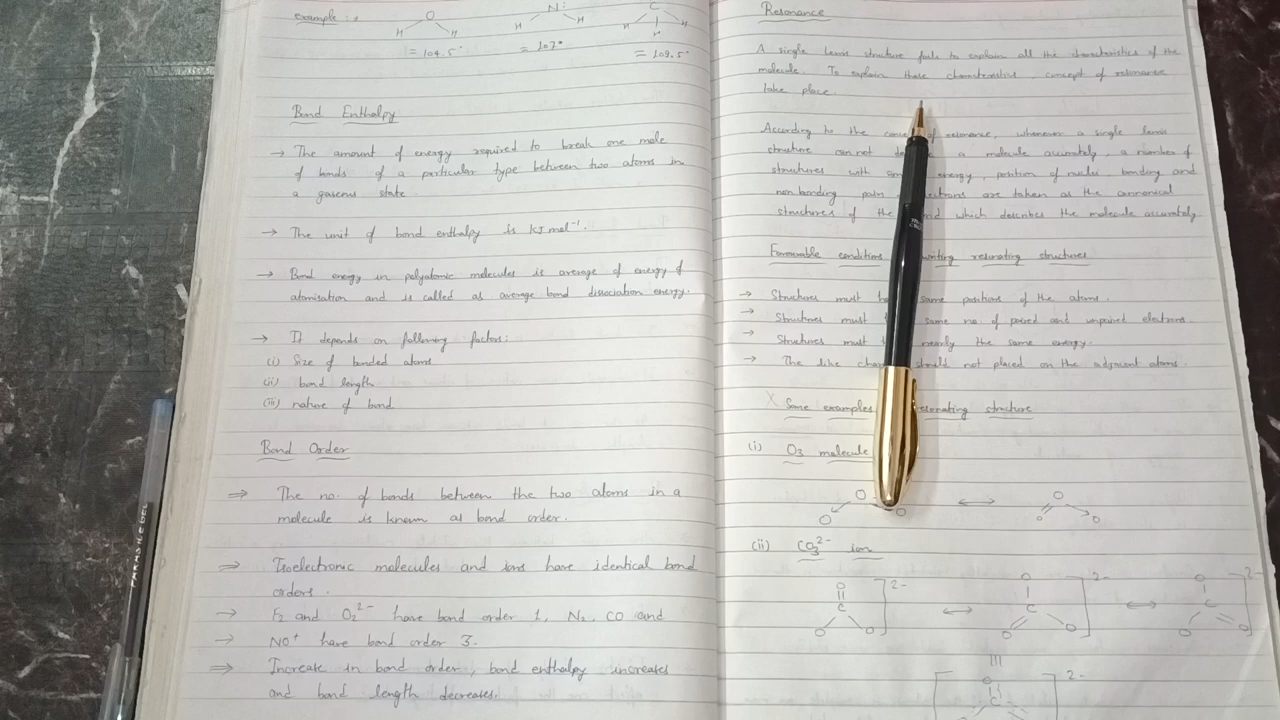 example :
O
H H
= 104.5°
N:
H H
= 107°
C
H H
H
= 109.5°
Bond Enthalpy
→ The amount of energy required to break one mole
of bonds of a particular type between two atoms in
a gaseous state.
→ The unit of bond enthalpy is kJ mol⁻¹.
→ Bond energy in polyatomic molecules is average of energy of
atomisation and is called as average bond dissociation energy.
→ It depends on following factors:
(i) Size of bonded atoms
(ii) bond length
(iii) nature of bond
Bond Order
⇒ The no. of bonds between the two atoms in a
molecule is known as bond order.
⇒ Isoelectronic molecules and ions have identical bond
orders.
→ F₂ and O₂²⁻ have bond order 1, N₂, CO and
→ NO⁺ have bond order 3.
⇒ Increase in bond order, bond enthalpy increases
and bond length decreases.
PARAS
Resonance
A single Lewis structure fails to explain all the characteristics of the
molecule. To explain these characteristics concept of resonance
take place.
According to the of resonance, whenever a single Lewis
structure cannot a molecule accurately, a number of
structures with energy, position of nuclei, bonding and
non bonding pairs are taken as the cannonical
structures of the and which describes the molecule accurately.
Favourable conditions writing resonating structures
→ Structures must same positions of the atoms.
→ Structures must same no. of paired and unpaired electrons.
→ Structures must nearly the same energy.
→ The like should not placed on the adjacent atoms.
X Some examples resonating structure
(i) O₃ molecule
O O O ↔ O O O
(ii) CO₃²⁻ ion
O C O O ]²⁻ ↔ O C O O ]²⁻ ↔ O C O O ]²⁻
[ O C ]²⁻